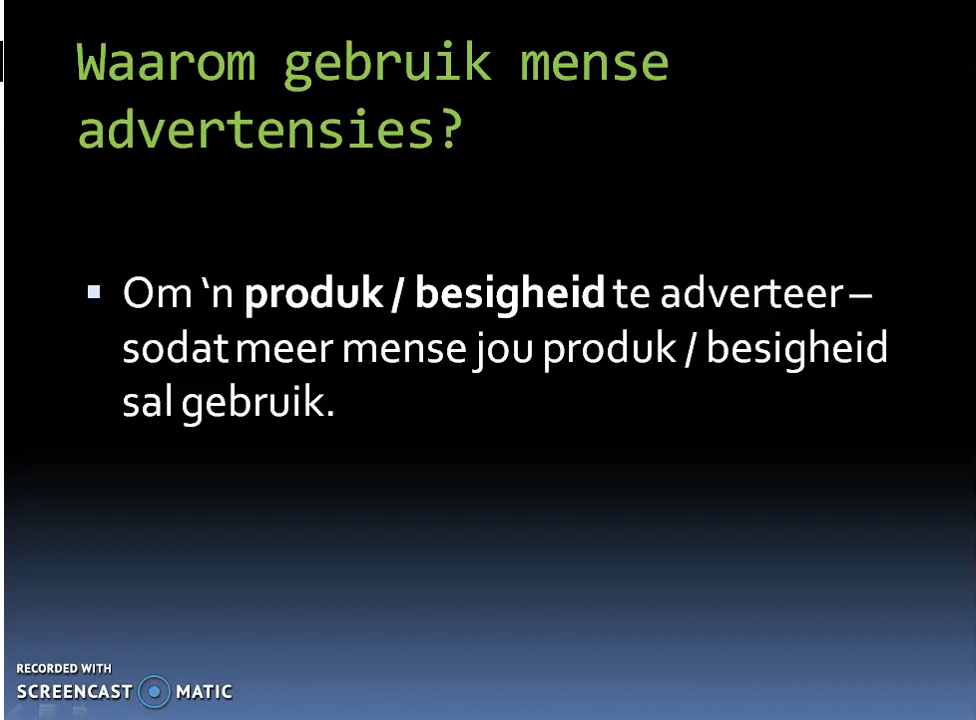 Waarom gebruik mense
advertensies?
Om ‘n produk / besigheid te adverteer –
sodat meer mense jou produk / besigheid
sal gebruik.
RECORDED WITH
SCREENCAST MATIC